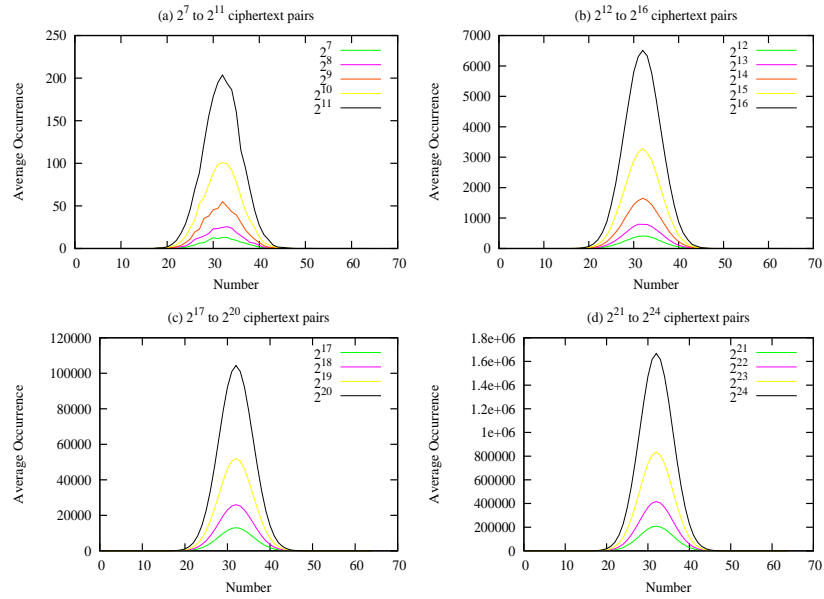 (a) 2^7 to 2^11 ciphertext pairs
250
200
150
100
50
0
0 10 20 30 40 50 60 70
Average Occurrence
Number
2^7
2^8
2^9
2^10
2^11
(b) 2^12 to 2^16 ciphertext pairs
7000
6000
5000
4000
3000
2000
1000
0
0 10 20 30 40 50 60 70
Average Occurrence
Number
2^12
2^13
2^14
2^15
2^16
(c) 2^17 to 2^20 ciphertext pairs
120000
100000
80000
60000
40000
20000
0
0 10 20 30 40 50 60 70
Average Occurrence
Number
2^17
2^18
2^19
2^20
(d) 2^21 to 2^24 ciphertext pairs
1.8e+06
1.6e+06
1.4e+06
1.2e+06
1e+06
800000
600000
400000
200000
0
0 10 20 30 40 50 60 70
Average Occurrence
Number
2^21
2^22
2^23
2^24